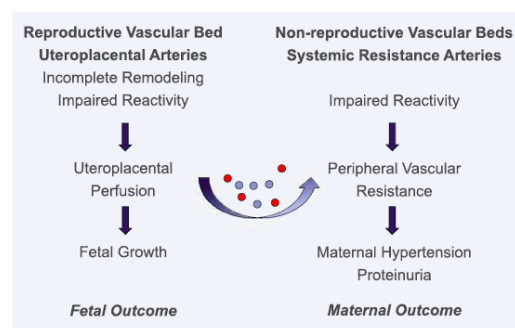 Reproductive Vascular Bed
Uteroplacental Arteries
Incomplete Remodeling
Impaired Reactivity
Uteroplacental
Perfusion
Fetal Growth
Fetal Outcome
Non-reproductive Vascular Beds
Systemic Resistance Arteries
Impaired Reactivity
Peripheral Vascular
Resistance
Maternal Hypertension
Proteinuria
Maternal Outcome